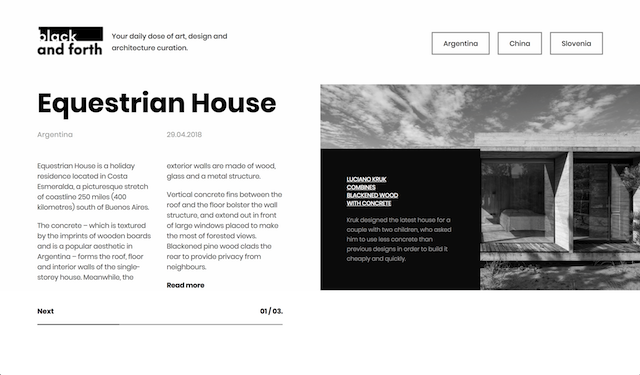 black
and forth
Your daily dose of art, design and
architecture curation.
Argentina
China
Slovenia
Equestrian House
Argentina
29.04.2018
Equestrian House is a holiday
residence located in Costa
Esmeralda, a picturesque stretch
of coastline 250 miles (400
kilometres) south of Buenos Aires.
The concrete – which is textured
by the imprints of wooden boards
and is a popular aesthetic in
Argentina – forms the roof, floor
and interior walls of the single-
storey house. Meanwhile, the
exterior walls are made of wood,
glass and a metal structure.
Vertical concrete fins between the
roof and the floor bolster the wall
structure, and extend out in front
of large windows placed to make
the most of forested views.
Blackened pine wood clads the
rear to provide privacy from
neighbours.
Read more
LUCIANO KRUK
COMBINES
BLACKENED WOOD
WITH CONCRETE
Kruk designed the latest house for a
couple with two children, who asked
him to use less concrete than
previous designs in order to build it
cheaply and quickly.
Next
01 / 03.